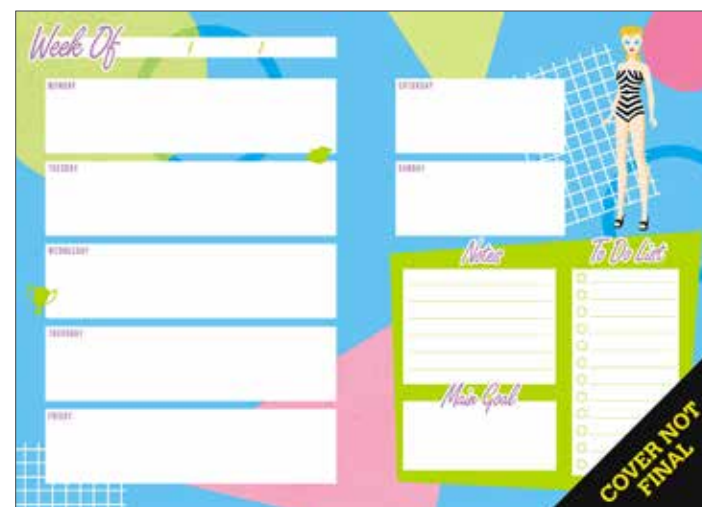 Week Of / /
MONDAY
TUESDAY
WEDNESDAY
THURSDAY
FRIDAY
SATURDAY
SUNDAY
Notes
Main Goal
To Do List
COVER NOT
FINAL